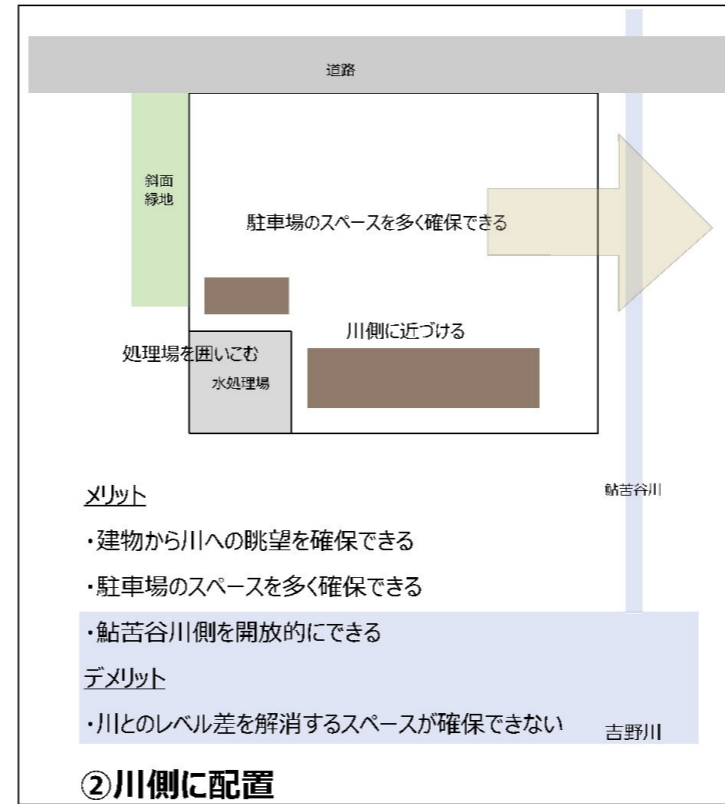 道路
斜面
緑地
駐車場のスペースを多く確保できる
川側に近づける
処理場を囲いこむ
水処理場
鮎苦谷川
メリット
・建物から川への眺望を確保できる
・駐車場のスペースを多く確保できる
・鮎苦谷川側を開放的にできる
デメリット
・川とのレベル差を解消するスペースが確保できない
吉野川
②川側に配置